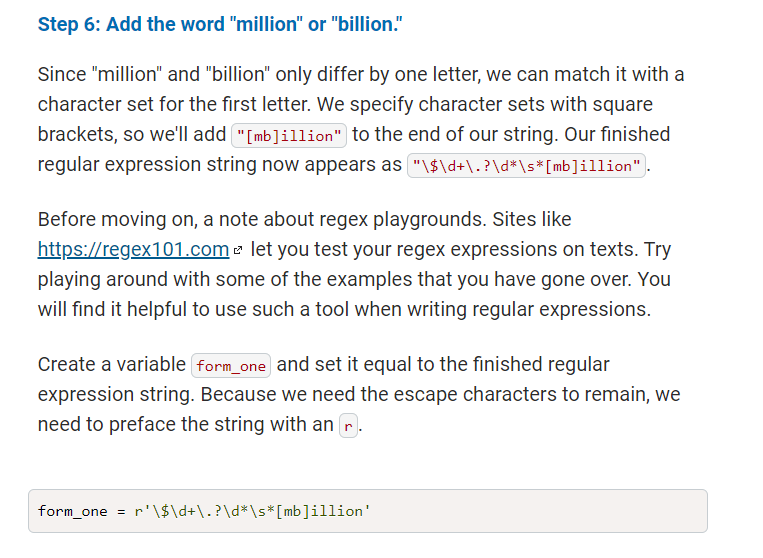 Step 6: Add the word "million" or "billion."
Since "million" and "billion" only differ by one letter, we can match it with a
character set for the first letter. We specify character sets with square
brackets, so we'll add "[mb]illion" to the end of our string. Our finished
regular expression string now appears as "\$\d+\.?\d*\s*[mb]illion".
Before moving on, a note about regex playgrounds. Sites like
https://regex101.com let you test your regex expressions on texts. Try
playing around with some of the examples that you have gone over. You
will find it helpful to use such a tool when writing regular expressions.
Create a variable form_one and set it equal to the finished regular
expression string. Because we need the escape characters to remain, we
need to preface the string with an r.
form_one = r'\$\d+\.?\d*\s*[mb]illion'